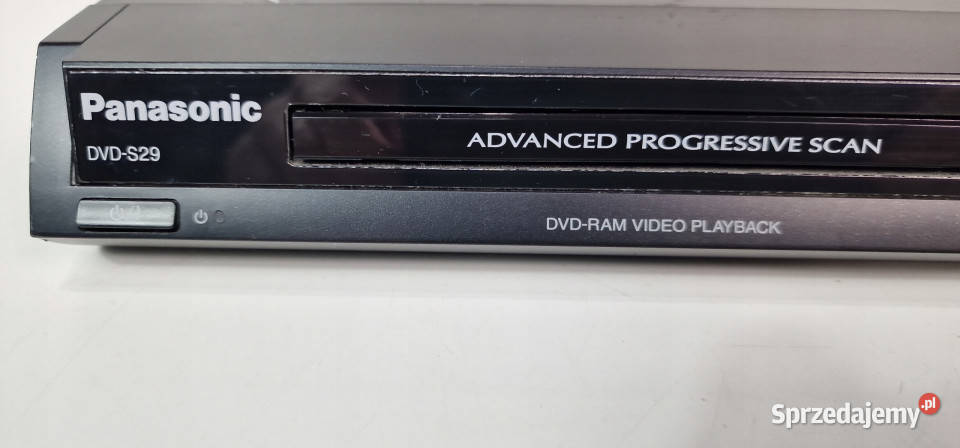 Panasonic
DVD-S29
ADVANCED PROGRESSIVE SCAN
DVD-RAM VIDEO PLAYBACK
Sprzedajemy.pl